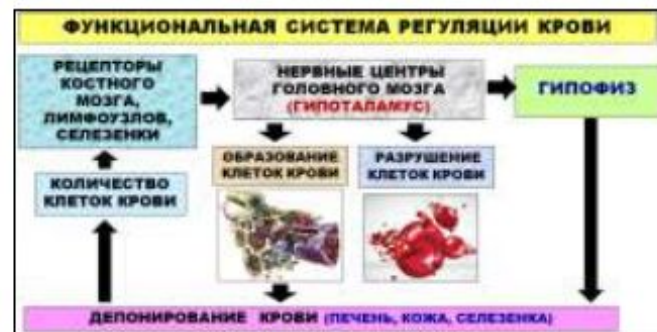 ФУНКЦИОНАЛЬНАЯ СИСТЕМА РЕГУЛЯЦИИ КРОВИ
РЕЦЕПТОРЫ
КОСТНОГО
МОЗГА,
ЛИМФОУЗЛОВ,
СЕЛЕЗЕНКИ
НЕРВНЫЕ ЦЕНТРЫ
ГОЛОВНОГО МОЗГА
(ГИПОТАЛАМУС)
ГИПОФИЗ
ОБРАЗОВАНИЕ
КЛЕТОК КРОВИ
РАЗРУШЕНИЕ
КЛЕТОК КРОВИ
КОЛИЧЕСТВО
КЛЕТОК КРОВИ
ДЕПОНИРОВАНИЕ КРОВИ (ПЕЧЕНЬ, КОЖА, СЕЛЕЗЕНКА)